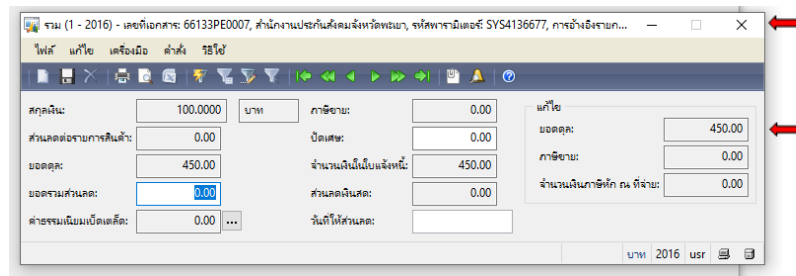 รวม (1 - 2016) - เลขที่เอกสาร: 66133PE0007, สำนักงานประกันสังคมจังหวัดพะเยา, รหัสพารามิเตอร์: SYS4136677, การอ้างอิงรายก...
ไฟล์ แก้ไข เครื่องมือ คำสั่ง วิธีใช้
สกุลเงิน: 100.0000 บาท ภาษีขาย: 0.00 แก้ไข
ส่วนลดต่อรายการสินค้า: 0.00 ปัดเศษ: 0.00 ยอดดุล: 450.00
ยอดดุล: 450.00 จำนวนเงินในใบแจ้งหนี้: 450.00 ภาษีขาย: 0.00
ยอดรวมส่วนลด: 0.00 ส่วนลดเงินสด: 0.00 จำนวนเงินภาษีหัก ณ ที่จ่าย: 0.00
ค่าธรรมเนียมเบ็ดเตล็ด: 0.00 ... วันที่ให้ส่วนลด:
บาท 2016 usr